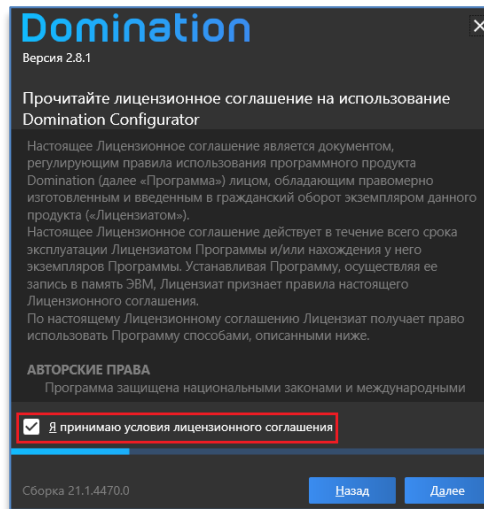 Domination
Версия 2.8.1
Прочитайте лицензионное соглашение на использование
Domination Configurator
Настоящее Лицензионное соглашение является документом,
регулирующим правила использования программного продукта
Domination (далее «Программа») лицом, обладающим правомерно
изготовленным и введенным в гражданский оборот экземпляром данного
продукта («Лицензиатом»).
Настоящее Лицензионное соглашение действует в течение всего срока
эксплуатации Лицензиатом Программы и/или нахождения у него
экземпляров Программы. Устанавливая Программу, осуществляя ее
запись в память ЭВМ, Лицензиат признает правила настоящего
Лицензионного соглашения.
По настоящему Лицензионному соглашению Лицензиат получает право
использовать Программу способами, описанными ниже.
АВТОРСКИЕ ПРАВА
Программа защищена национальными законами и международными
Я принимаю условия лицензионного соглашения
Сборка 21.1.4470.0
Назад
Далее